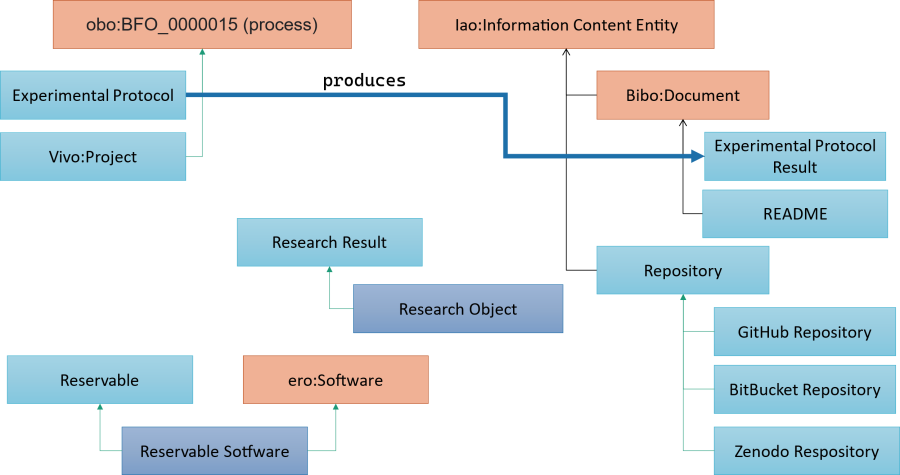 obo:BFO_0000015 (process)
Iao:Information Content Entity
produces
Experimental Protocol
Bibo:Document
Vivo:Project
Experimental Protocol
Result
README
Research Result
Repository
Research Object
GitHub Repository
Reservable
ero:Software
BitBucket Repository
Reservable Sotfware
Zenodo Respository